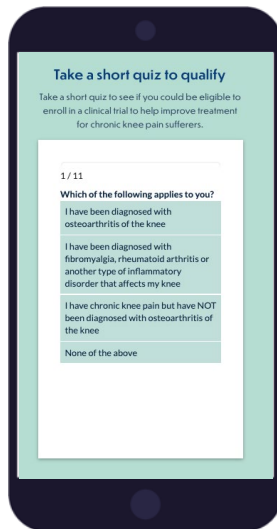 Take a short quiz to qualify
Take a short quiz to see if you could be eligible to
enroll in a clinical trial to help improve treatment
for chronic knee pain sufferers.
1 / 11
Which of the following applies to you?
I have been diagnosed with
osteoarthritis of the knee
I have been diagnosed with
fibromyalgia, rheumatoid arthritis or
another type of inflammatory
disorder that affects my knee
I have chronic knee pain but have NOT
been diagnosed with osteoarthritis of
the knee
None of the above